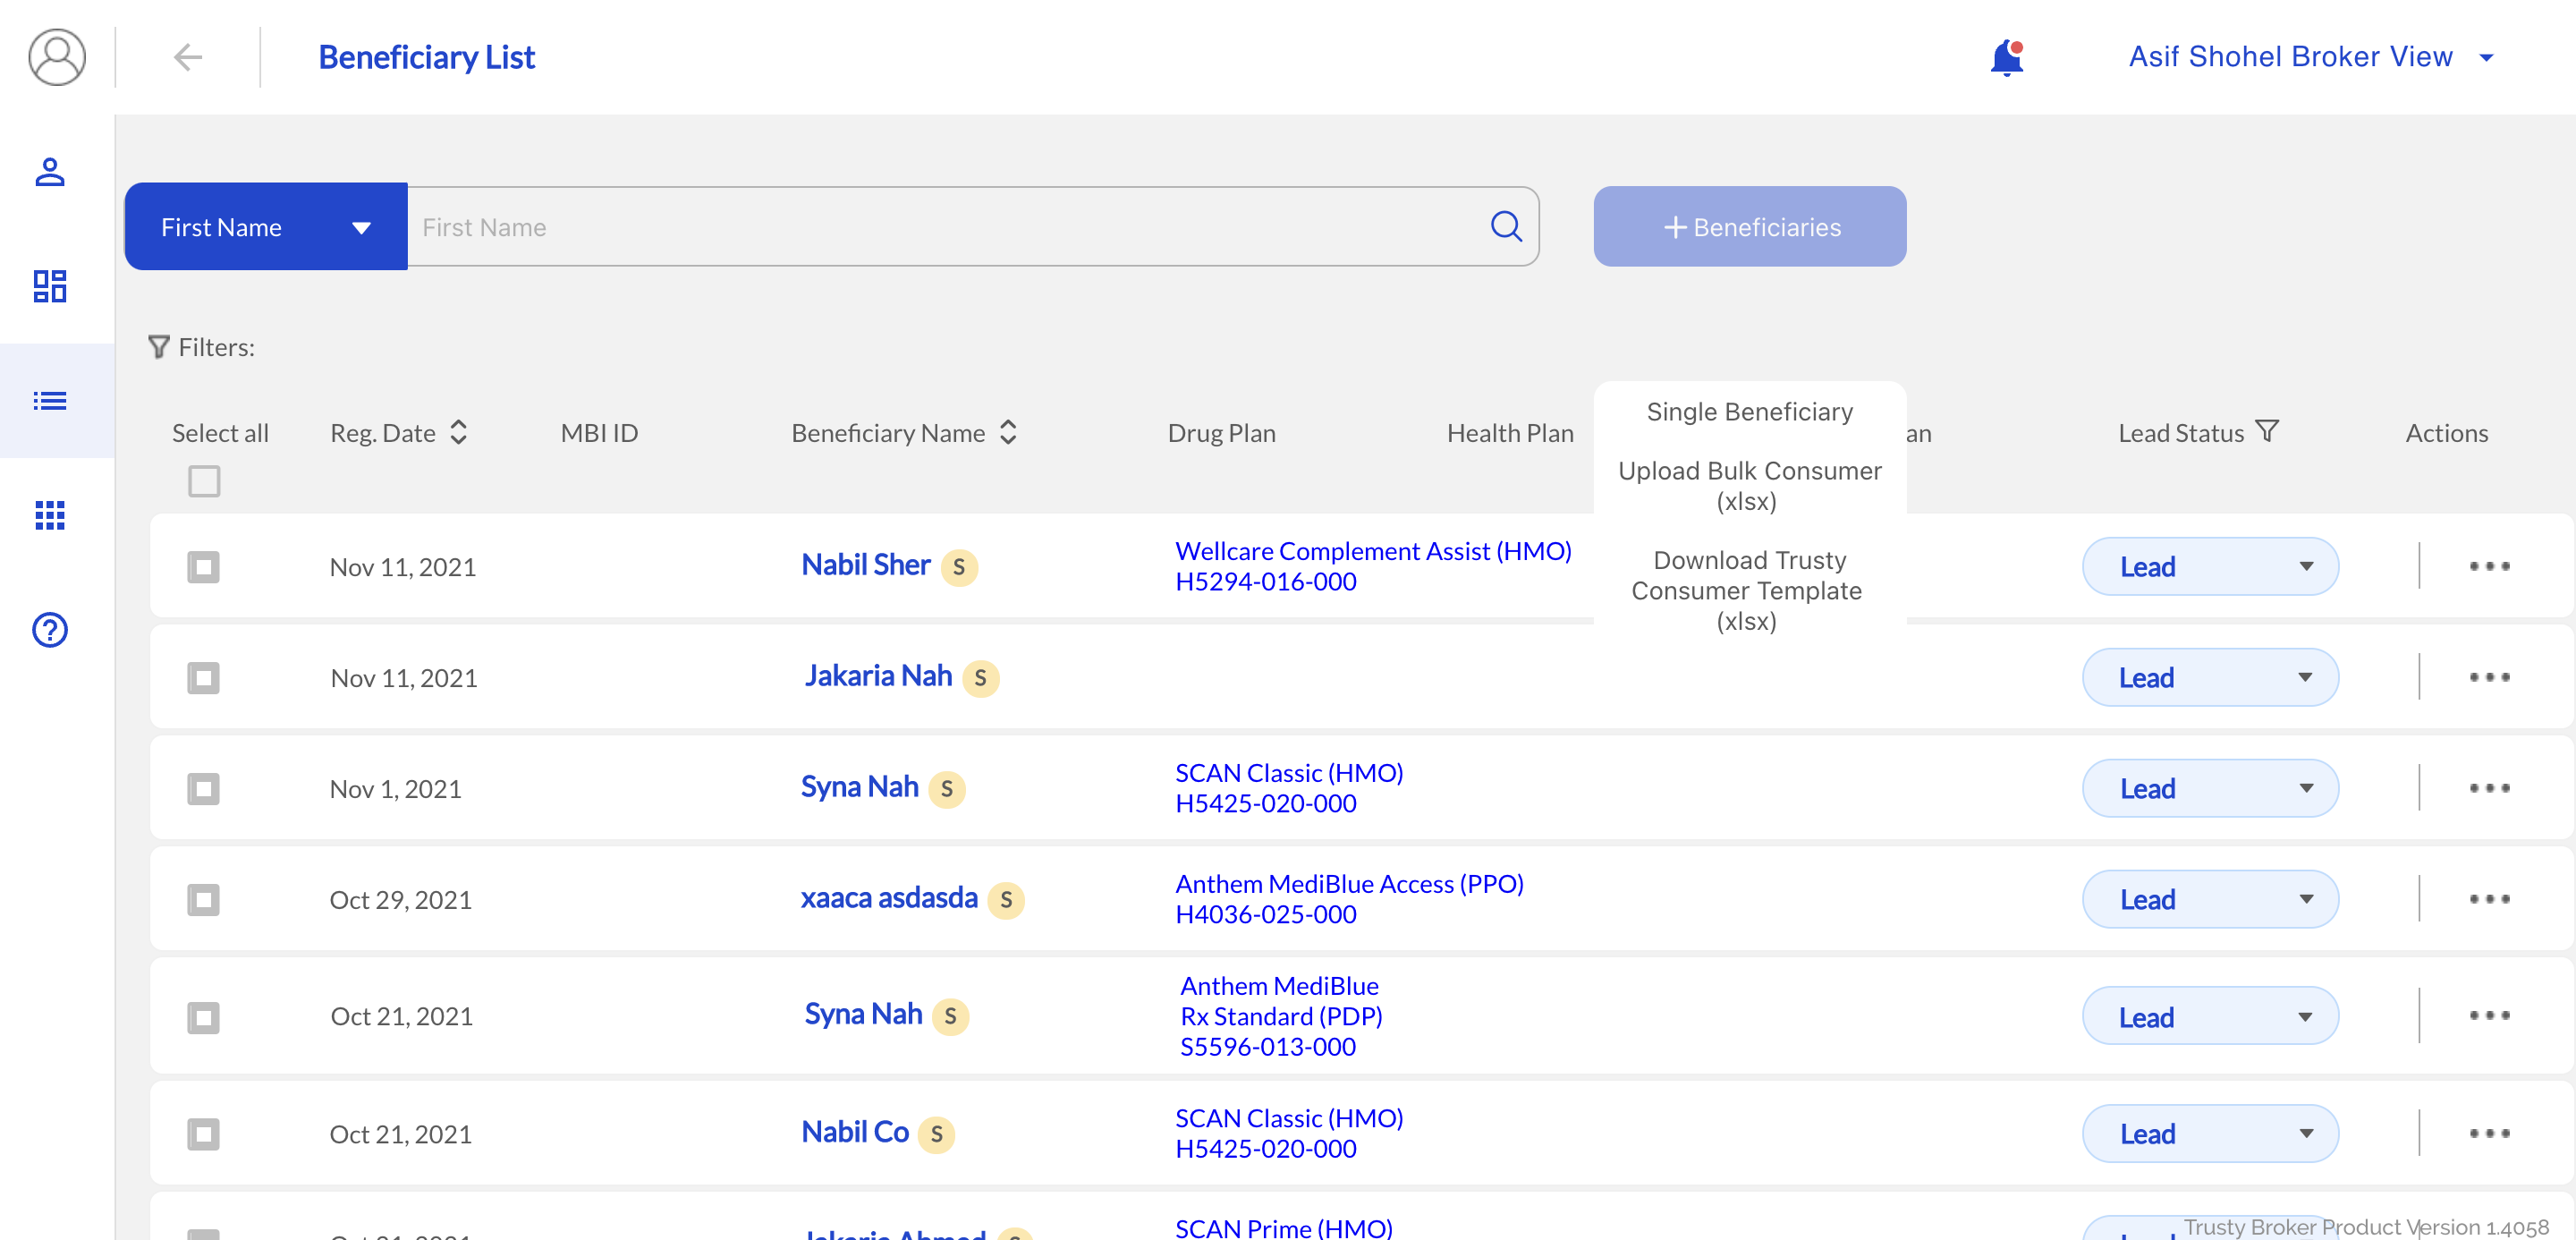 Beneficiary List
Asif Shohel Broker View
First Name
First Name
Beneficiaries
Filters:
Select all
Reg. Date
MBI ID
Beneficiary Name
Drug Plan
Health Plan
an
Lead Status
Actions
Single Beneficiary
Upload Bulk Consumer
(xlsx)
Download Trusty
Consumer Template
(xlsx)
Nov 11, 2021
Nabil Sher S
Wellcare Complement Assist (HMO)
H5294-016-000
Lead
Nov 11, 2021
Jakaria Nah S
Lead
Nov 1, 2021
Syna Nah S
SCAN Classic (HMO)
H5425-020-000
Lead
Oct 29, 2021
xaaca asdasda S
Anthem MediBlue Access (PPO)
H4036-025-000
Lead
Oct 21, 2021
Syna Nah S
Anthem MediBlue
Rx Standard (PDP)
S5596-013-000
Lead
Oct 21, 2021
Nabil Co S
SCAN Classic (HMO)
H5425-020-000
Lead
Oct 21, 2021
Jakaria Ahmad S
SCAN Prime (HMO)
Trusty Broker Product Version 1.4058